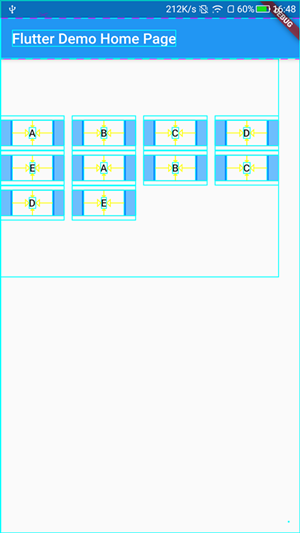 212K/s 60% 16:48
DEBUG
Flutter Demo Home Page
A B C D
E A B C
D E